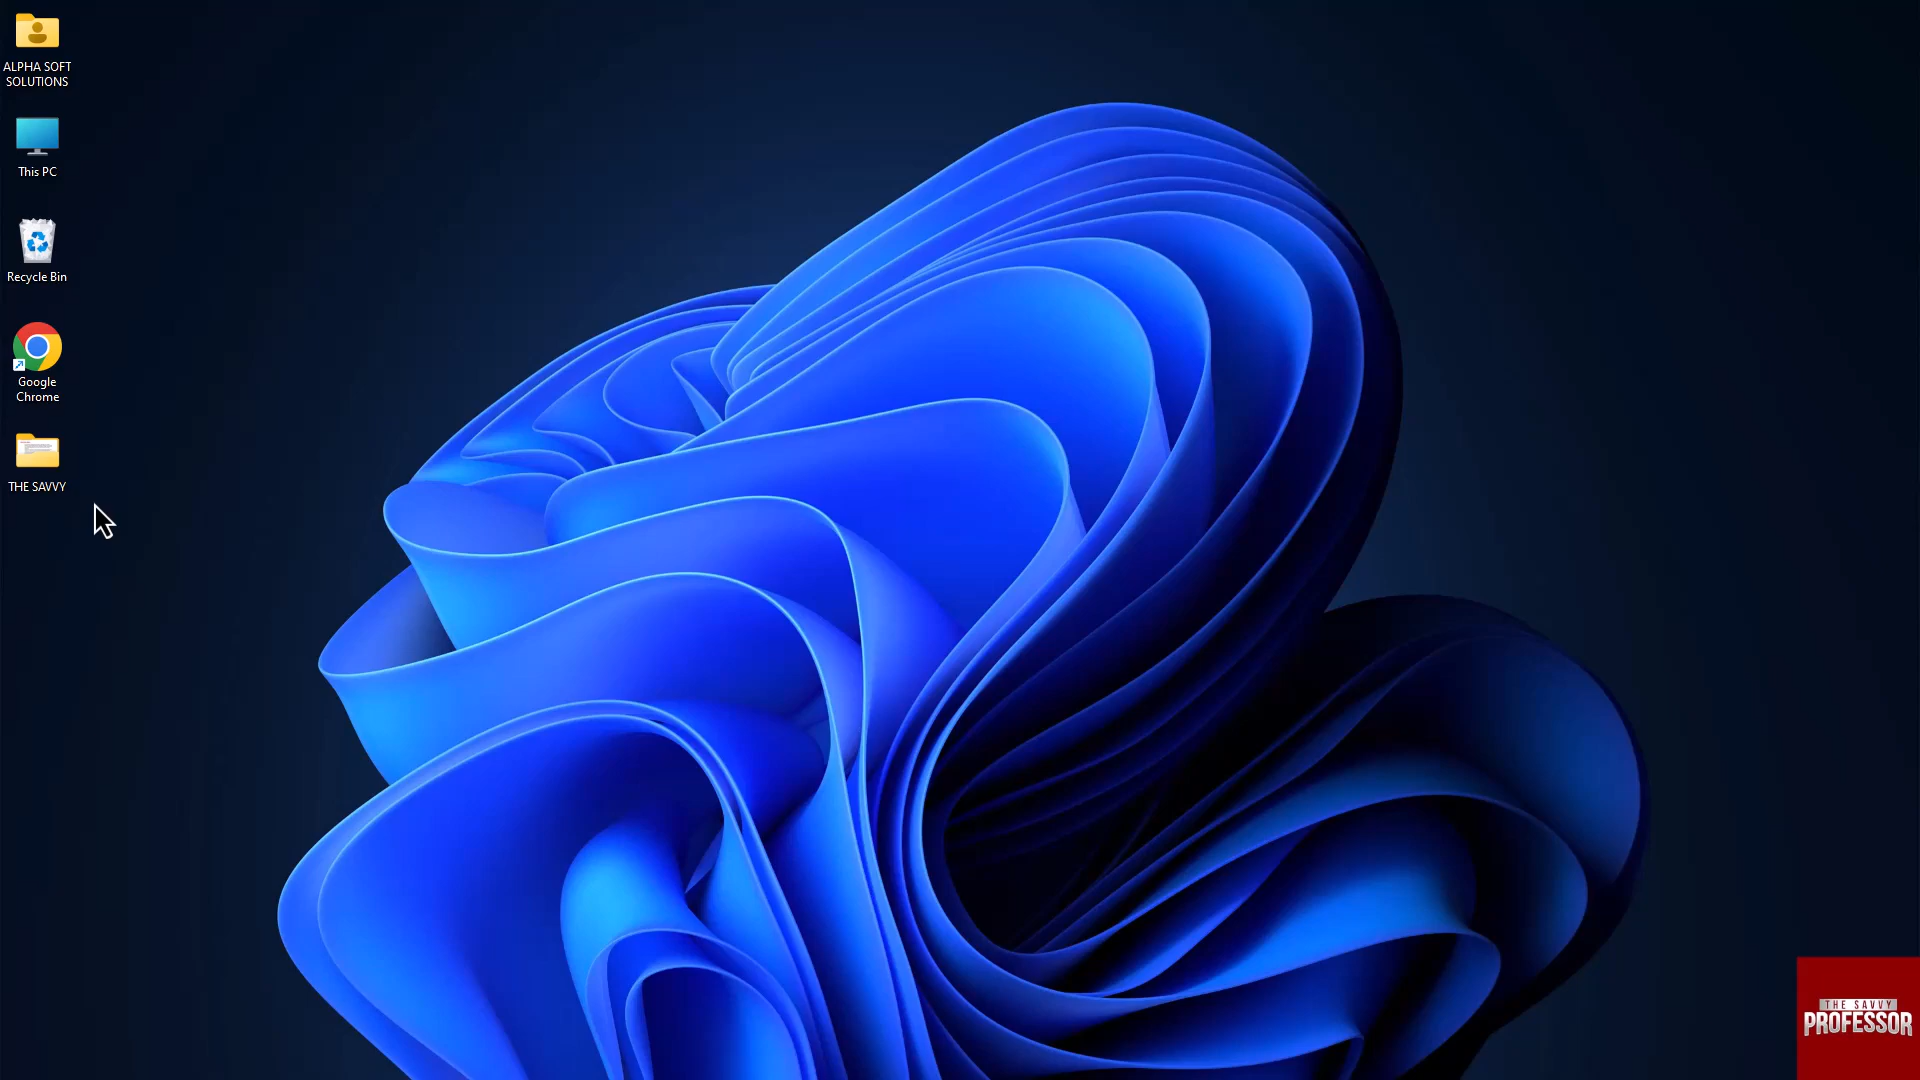 ALPHA SOFT
SOLUTIONS
This PC
Recycle Bin
Google
Chrome
THE SAVVY
THE SAVVY
PROFESSOR